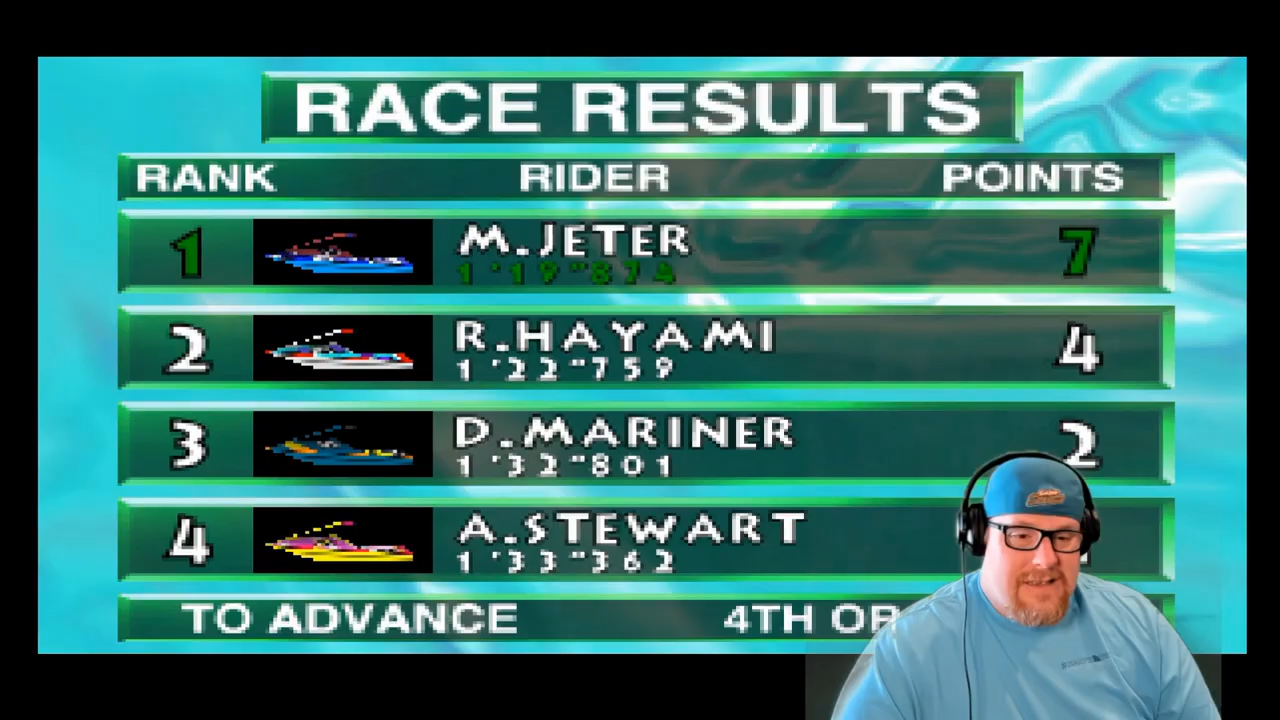 RACE RESULTS
RANK RIDER POINTS
1 M.JETER 7
1'19"874
2 R.HAYAMI 4
1'22"759
3 D.MARINER 2
1'32"801
4 A.STEWART
1'33"362
TO ADVANCE 4TH OR